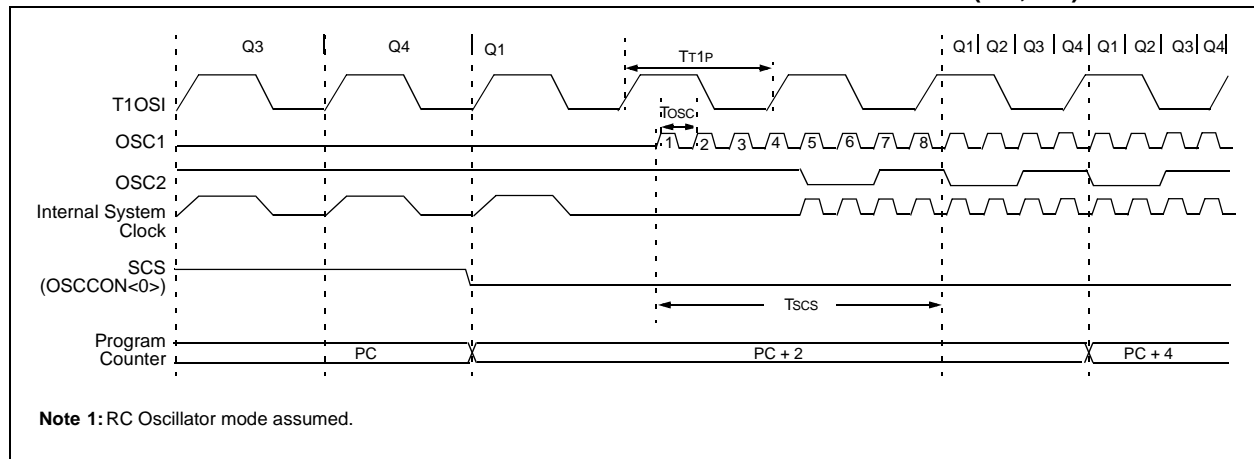 Q3 Q4 Q1 Q1 Q2 Q3 Q4 Q1 Q2 Q3 Q4
TT1P
T1OSI
TOSC
OSC1 1 2 3 4 5 6 7 8
OSC2
Internal System
Clock
SCS
(OSCCON<0>)
TSCS
Program
Counter
PC PC + 2 PC + 4
Note 1: RC Oscillator mode assumed.